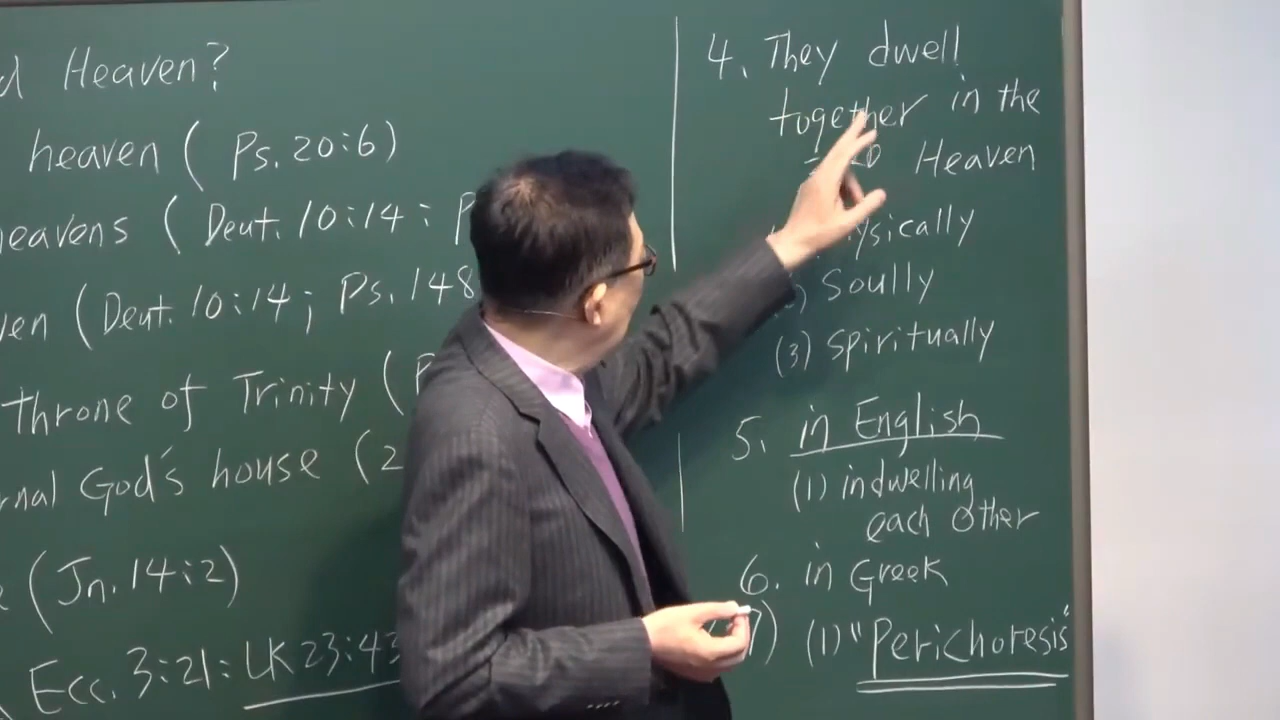 Heaven?
heaven (Ps. 20:6)
heavens (Deut. 10:14;
(Deut. 10:14; Ps. 148
throne of Trinity (
God's house (2
(Jn. 14:2)
Ecc. 3:21: LK 23:43
4. They dwell
together in the
Heaven
Soully
(3) spiritually
5. in English
(1) indwelling
each other
6. in Greek
(1) "Perichoresis"